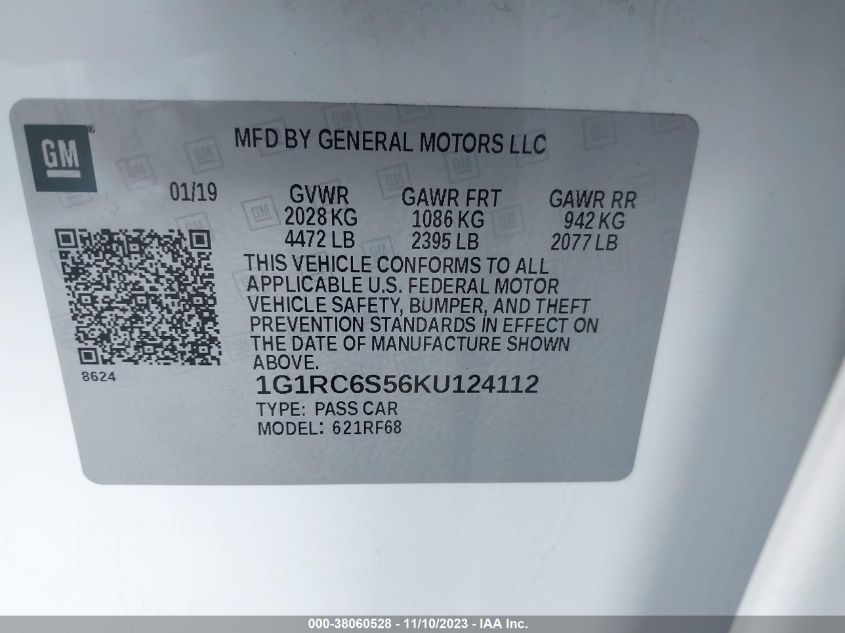 GM®
MFD BY GENERAL MOTORS LLC
01/19 GVWR GAWR FRT GAWR RR
2028 KG 1086 KG 942 KG
4472 LB 2395 LB 2077 LB
THIS VEHICLE CONFORMS TO ALL
APPLICABLE U.S. FEDERAL MOTOR
VEHICLE SAFETY, BUMPER, AND THEFT
PREVENTION STANDARDS IN EFFECT ON
THE DATE OF MANUFACTURE SHOWN
ABOVE.
8624
1G1RC6S56KU124112
TYPE: PASS CAR
MODEL: 621RF68
000-38060528 - 11/10/2023 - IAA Inc.